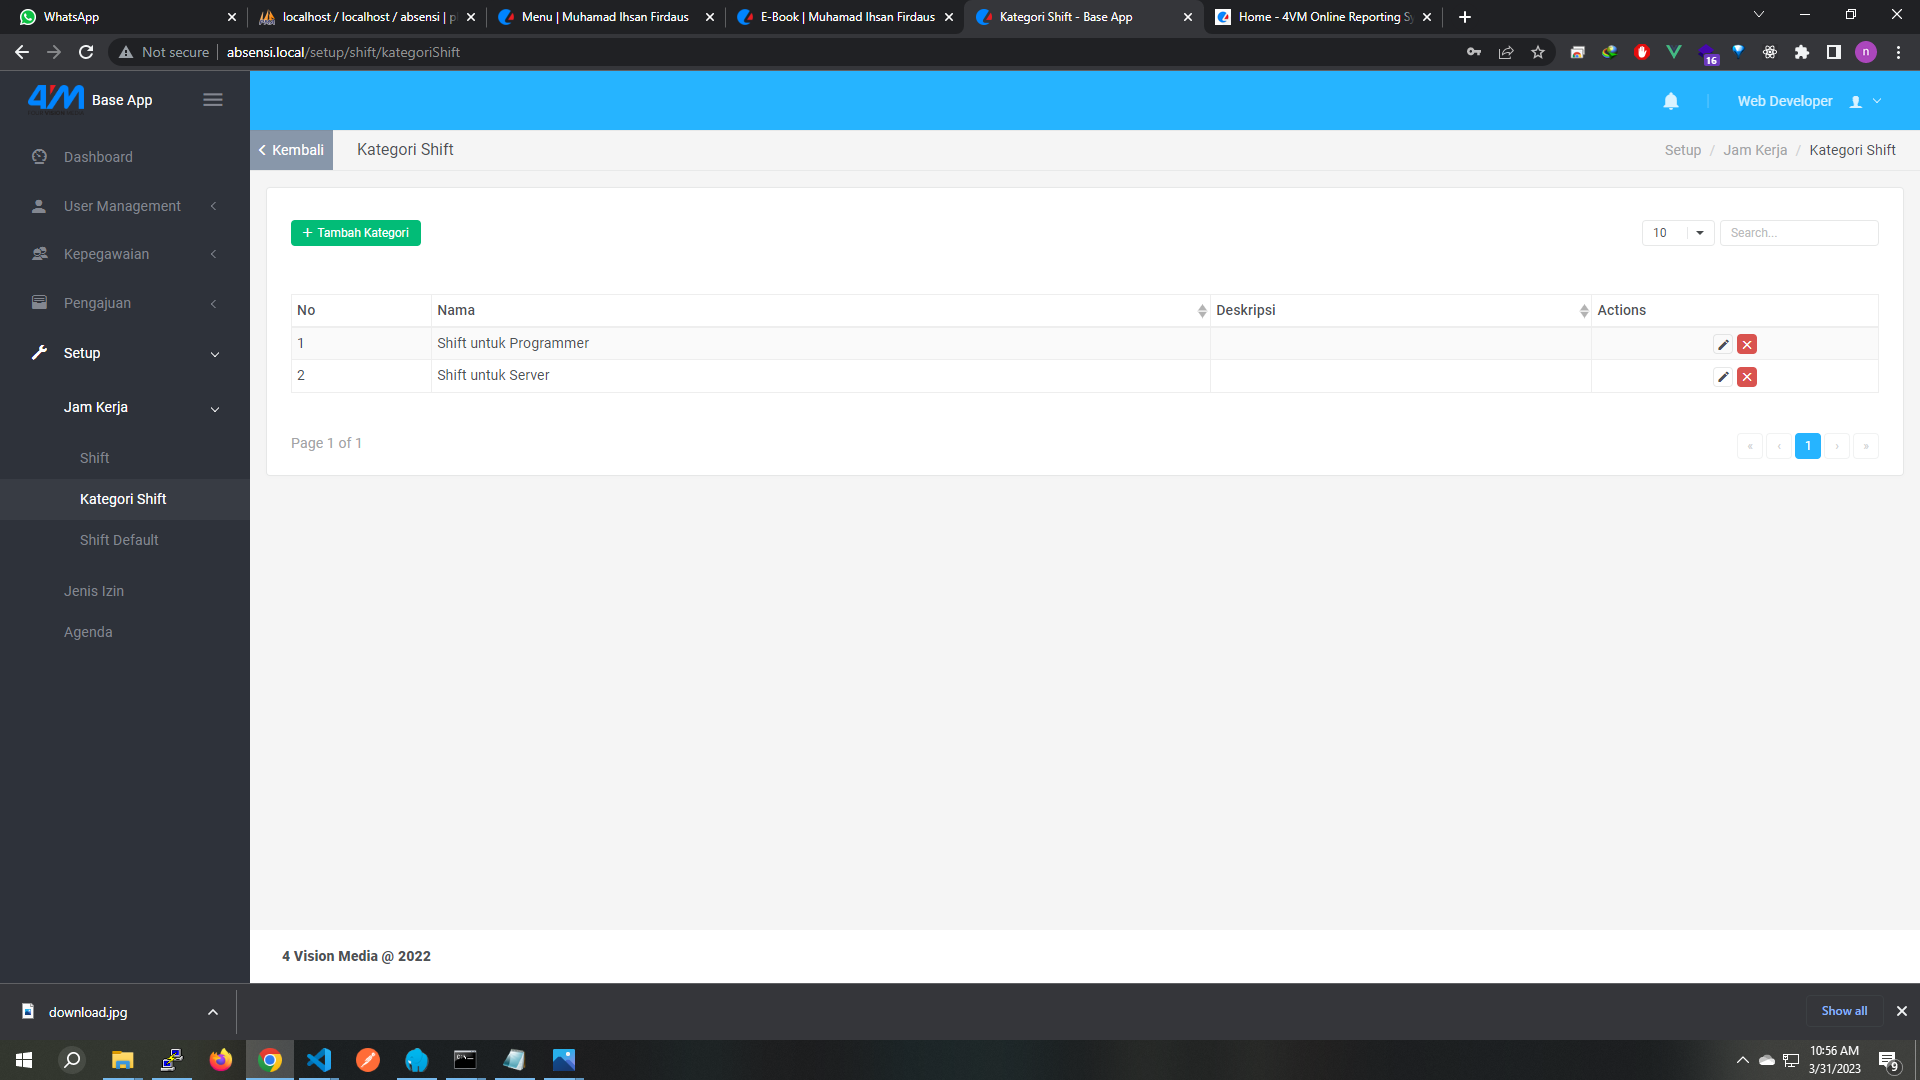 WhatsApp
localhost / localhost / absensi | p
Menu | Muhamad Ihsan Firdaus
E-Book | Muhamad Ihsan Firdaus
Kategori Shift - Base App
Home - 4VM Online Reporting Sy
Not secure
absensi.local/setup/shift/kategoriShift
16
n
Base App
Web Developer
Kembali
Kategori Shift
Setup / Jam Kerja / Kategori Shift
Dashboard
User Management
Kepegawaian
Pengajuan
Setup
Jam Kerja
Shift
Kategori Shift
Shift Default
Jenis Izin
Agenda
+ Tambah Kategori
10
Search...
No Nama Deskripsi Actions
1 Shift untuk Programmer
2 Shift untuk Server
Page 1 of 1
« ‹ 1 › »
4 Vision Media @ 2022
download.jpg
Show all
10:56 AM
3/31/2023
9